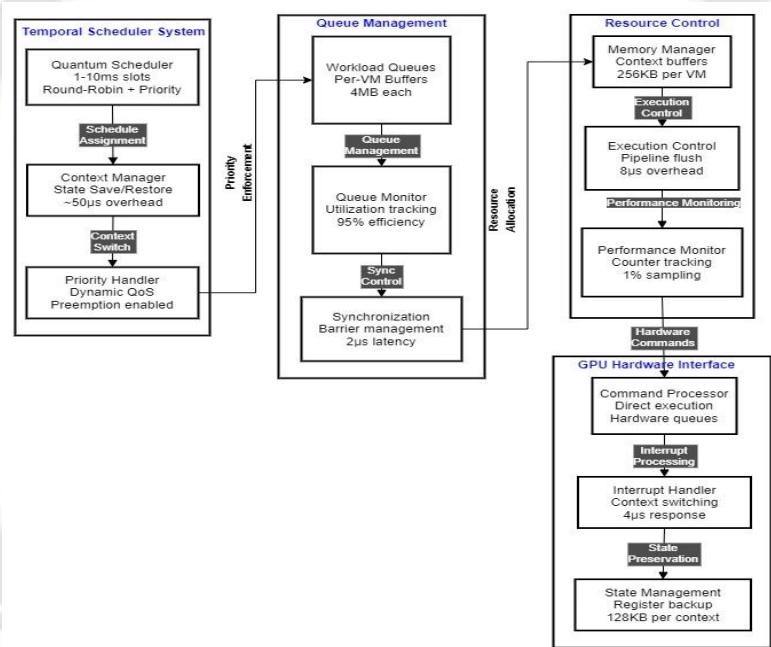 Temporal Scheduler System
Quantum Scheduler
1-10ms slots
Round-Robin + Priority
Schedule
Assignment
Context Manager
State Save/Restore
~50µs overhead
Context
Switch
Priority Handler
Dynamic QoS
Preemption enabled
Priority
Enforcement
Queue Management
Workload Queues
Per-VM Buffers
4MB each
Queue
Management
Queue Monitor
Utilization tracking
95% efficiency
Sync
Control
Synchronization
Barrier management
2µs latency
Resource
Allocation
Resource Control
Memory Manager
Context buffers
256KB per VM
Execution
Control
Execution Control
Pipeline flush
8µs overhead
Performance Monitoring
Performance Monitor
Counter tracking
1% sampling
Hardware
Commands
GPU Hardware Interface
Command Processor
Direct execution
Hardware queues
Interrupt
Processing
Interrupt Handler
Context switching
4µs response
State
Preservation
State Management
Register backup
128KB per context